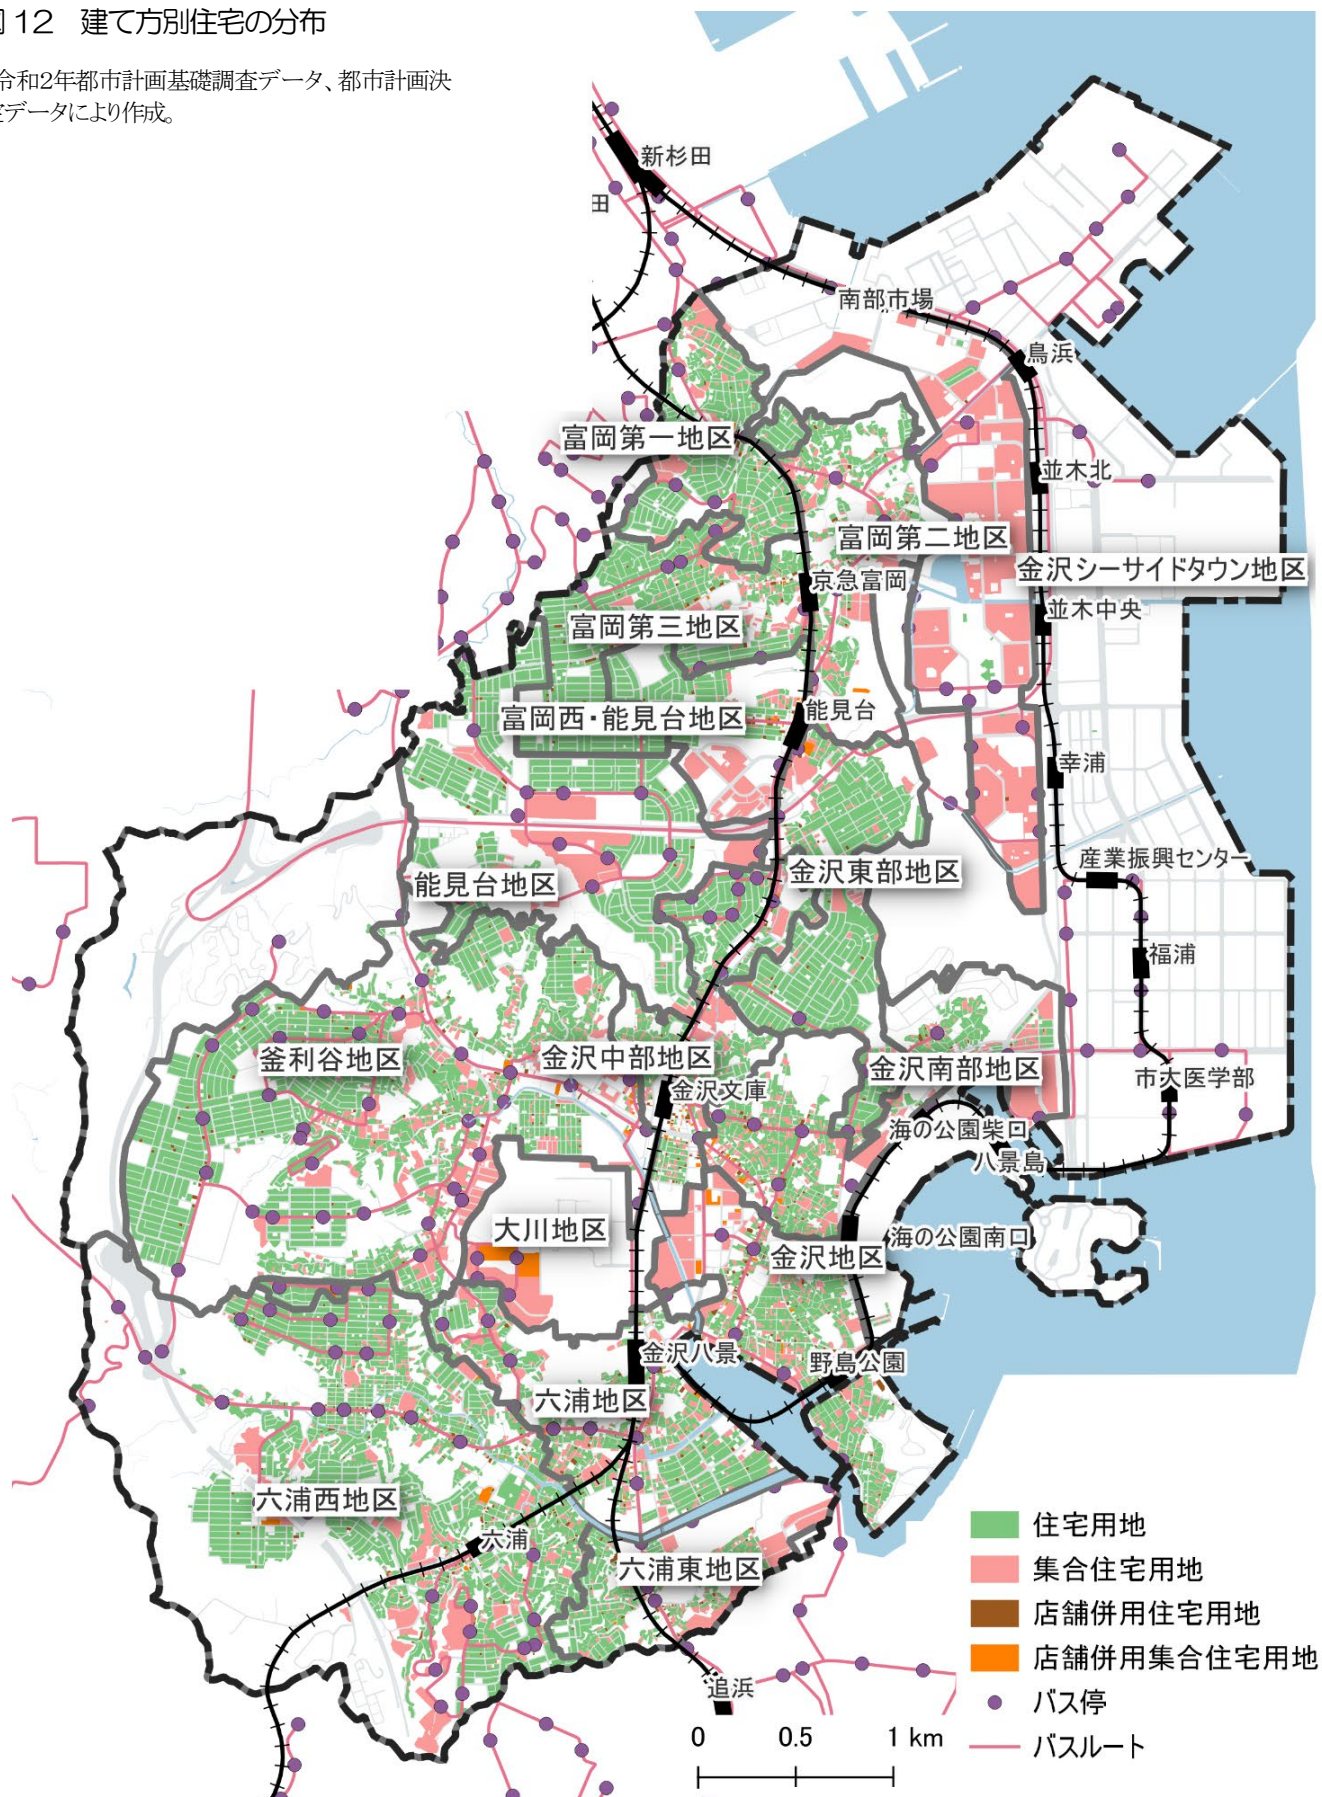 12 建て方別住宅の分布
令和2年都市計画基礎調査データ、都市計画決
データにより作成。
新杉田
田
南部市場
鳥浜
富岡第一地区
並木北
富岡第二地区
金沢シーサイドタウン地区
京急富岡
並木中央
富岡第三地区
富岡西・能見台地区
能見台
幸浦
産業振興センター
金沢東部地区
能見台地区
福浦
釜利谷地区
金沢中部地区
金沢南部地区
市大医学部
金沢文庫
海の公園柴口
八景島
大川地区
海の公園南口
金沢地区
金沢八景
野島公園
六浦地区
六浦西地区
六浦
六浦東地区
追浜
住宅用地
集合住宅用地
店舗併用住宅用地
店舗併用集合住宅用地
バス停
バスルート
0 0.5 1 km